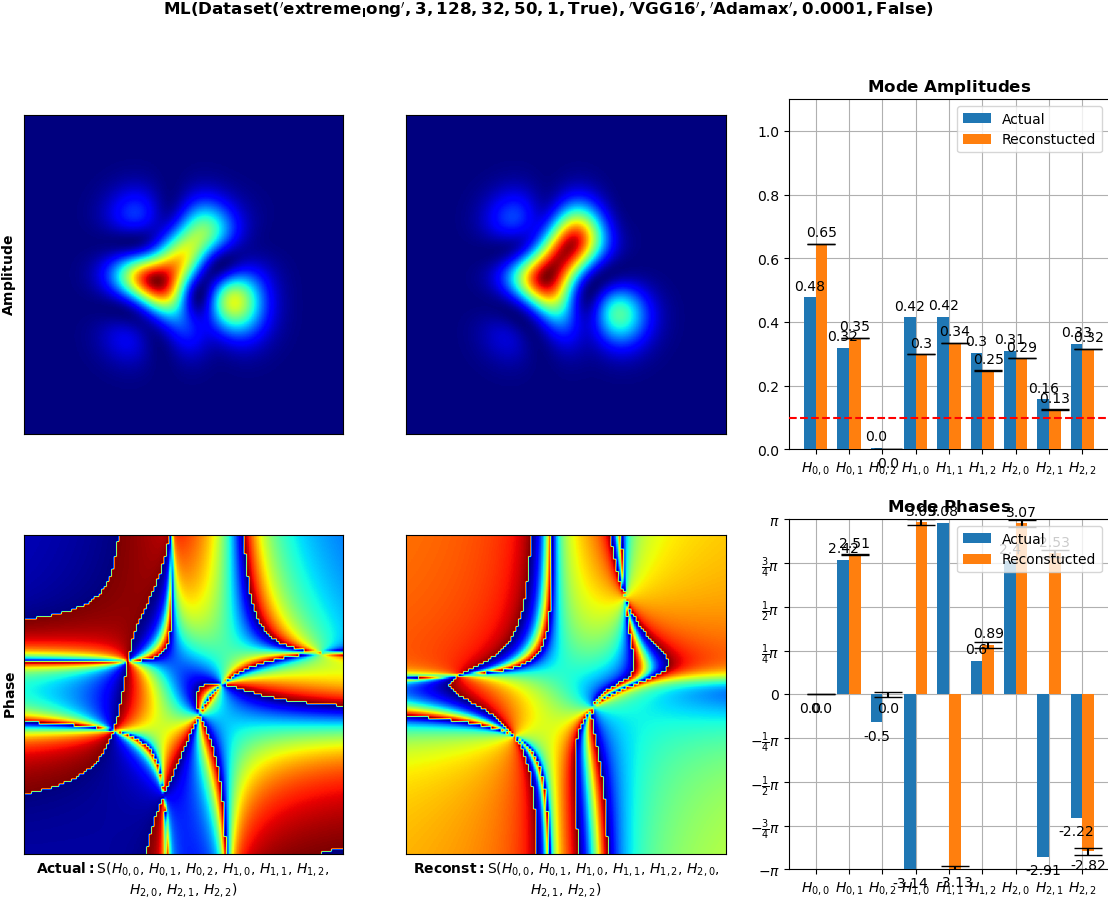 ML(Dataset(′extreme_long′, 3, 128, 32, 50, 1, True), ′VGG16′, ′Adamax′, 0.0001, False)
Amplitude
Mode Amplitudes
Actual
Reconstucted
1.0
0.8
0.6
0.4
0.2
0.0
0.48
0.65
0.32
0.35
0.0
0.0
0.42
0.3
0.42
0.34
0.3
0.25
0.31
0.29
0.16
0.13
0.33
0.32
H0,0 H0,1 H0,2 H1,0 H1,1 H1,2 H2,0 H2,1 H2,2
Phase
Mode Phases
Actual
Reconstucted
π
3/4π
1/2π
1/4π
0
−1/4π
−1/2π
−3/4π
−π
0.0
0.0
2.42
2.51
-0.5
0.0
-3.14
-3.13
0.6
0.89
3.07
2.53
-2.91
-2.22
-2.82
H0,0 H0,1 H0,2 H1,0 H1,1 H1,2 H2,0 H2,1 H2,2
Actual: S(H0,0, H0,1, H0,2, H1,0, H1,1, H1,2,
H2,0, H2,1, H2,2)
Reconst: S(H0,0, H0,1, H1,0, H1,1, H1,2, H2,0,
H2,1, H2,2)